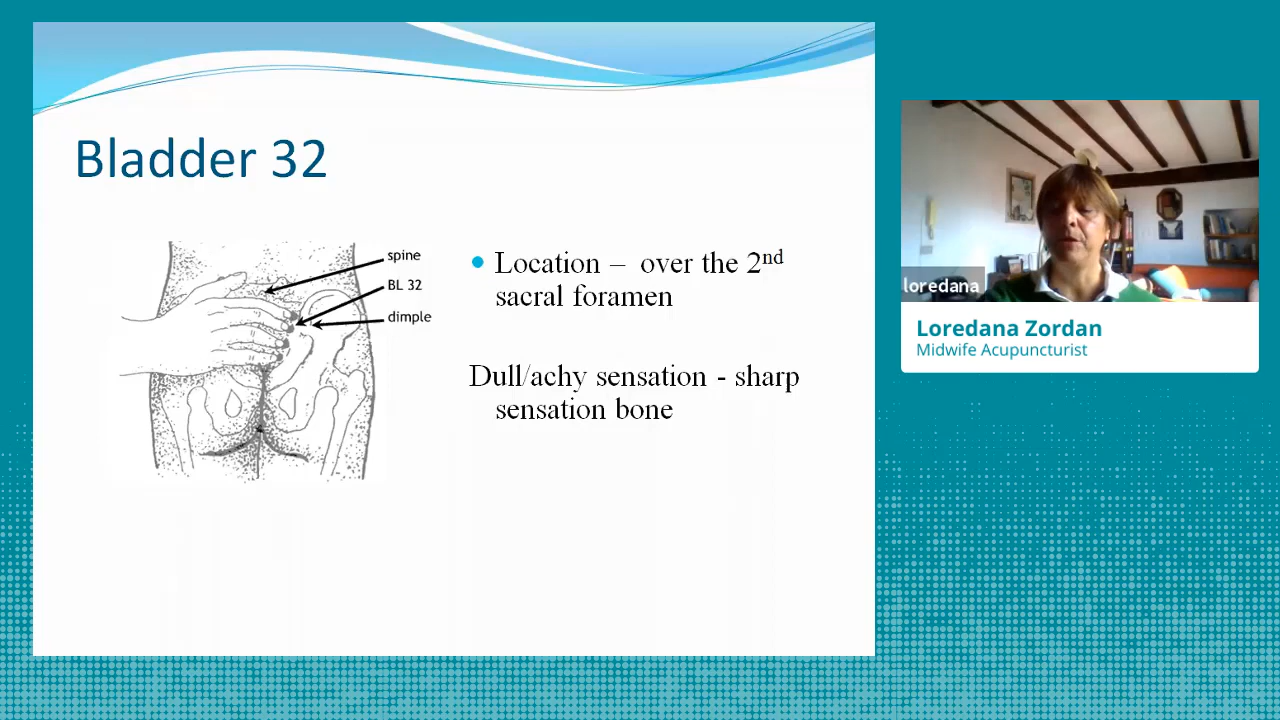 Bladder 32
spine
BL 32
dimple
Location – over the 2nd
sacral foramen
Dull/achy sensation - sharp
sensation bone
loredana
Loredana Zordan
Midwife Acupuncturist